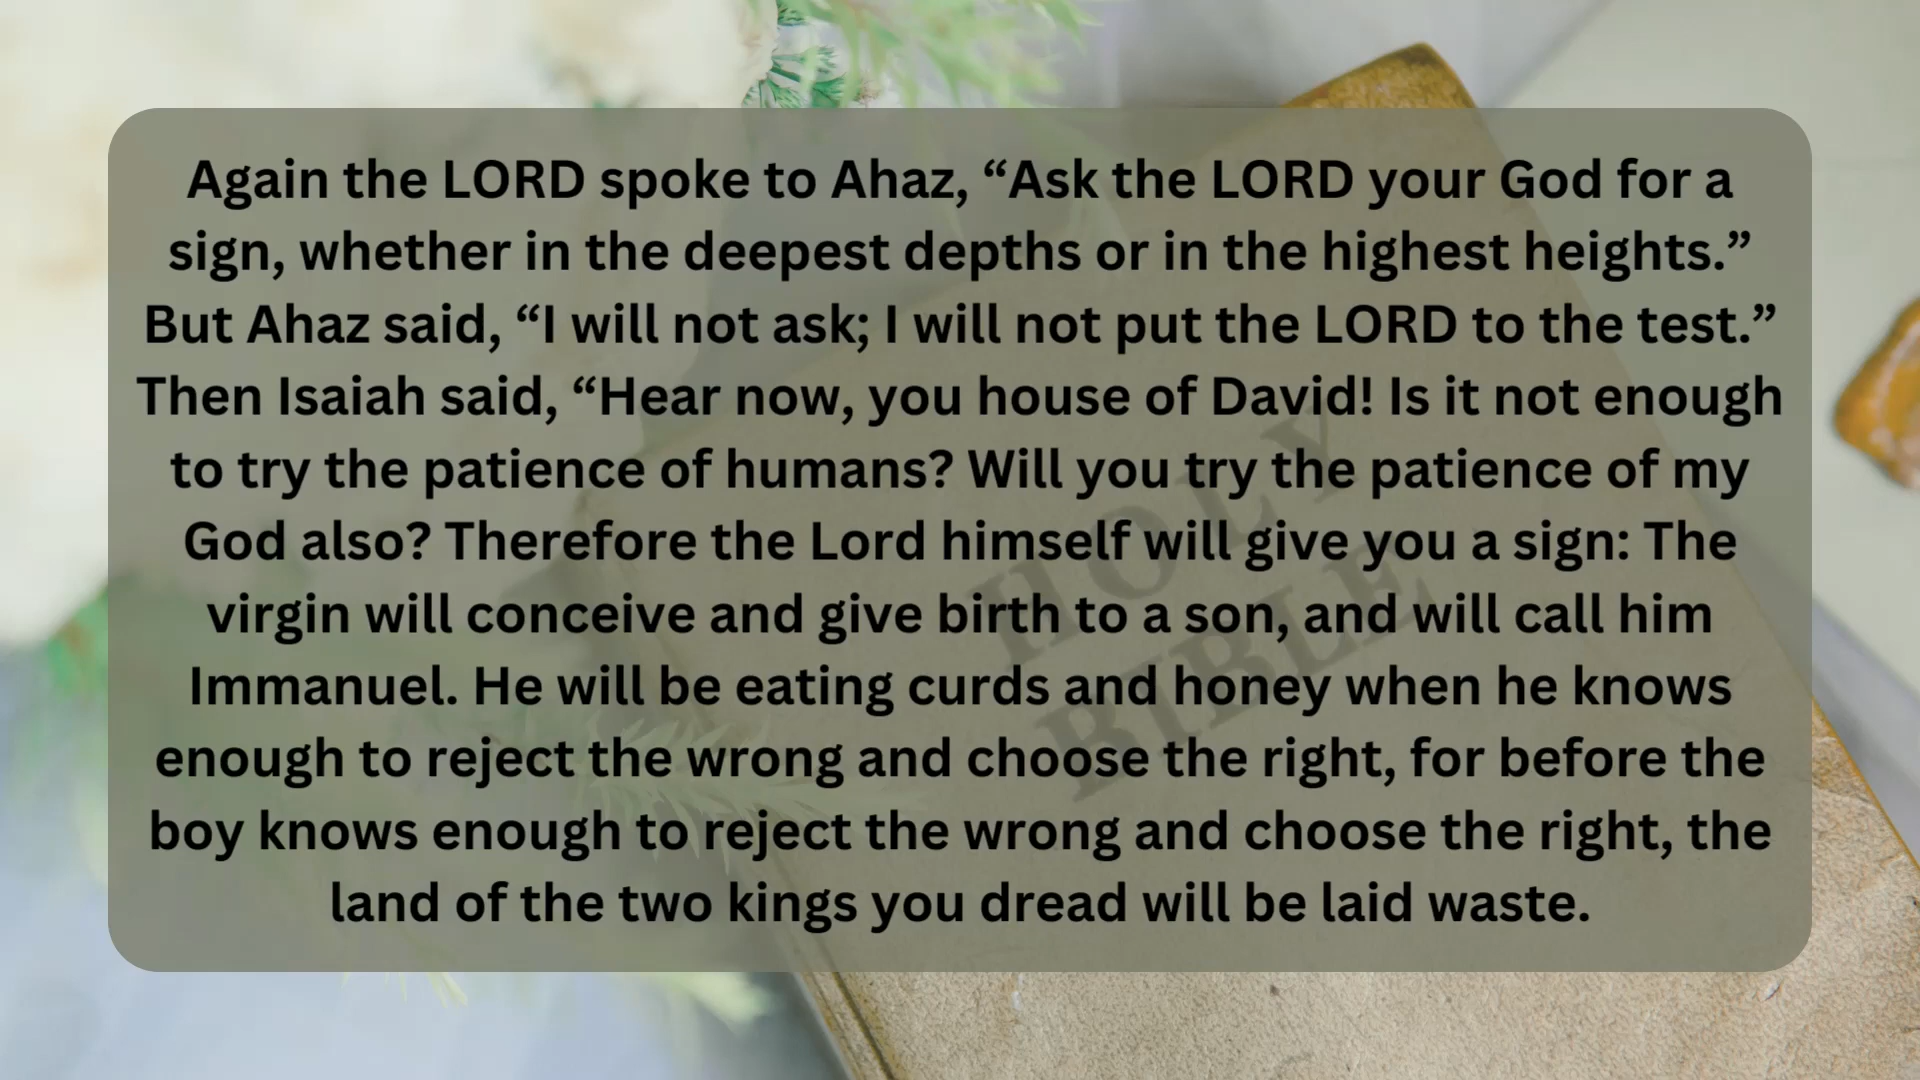 Again the LORD spoke to Ahaz, “Ask the LORD your God for a
sign, whether in the deepest depths or in the highest heights.”
But Ahaz said, “I will not ask; I will not put the LORD to the test.”
Then Isaiah said, “Hear now, you house of David! Is it not enough
to try the patience of humans? Will you try the patience of my
God also? Therefore the Lord himself will give you a sign: The
virgin will conceive and give birth to a son, and will call him
Immanuel. He will be eating curds and honey when he knows
enough to reject the wrong and choose the right, for before the
boy knows enough to reject the wrong and choose the right, the
land of the two kings you dread will be laid waste.
HOLY
BIBLE